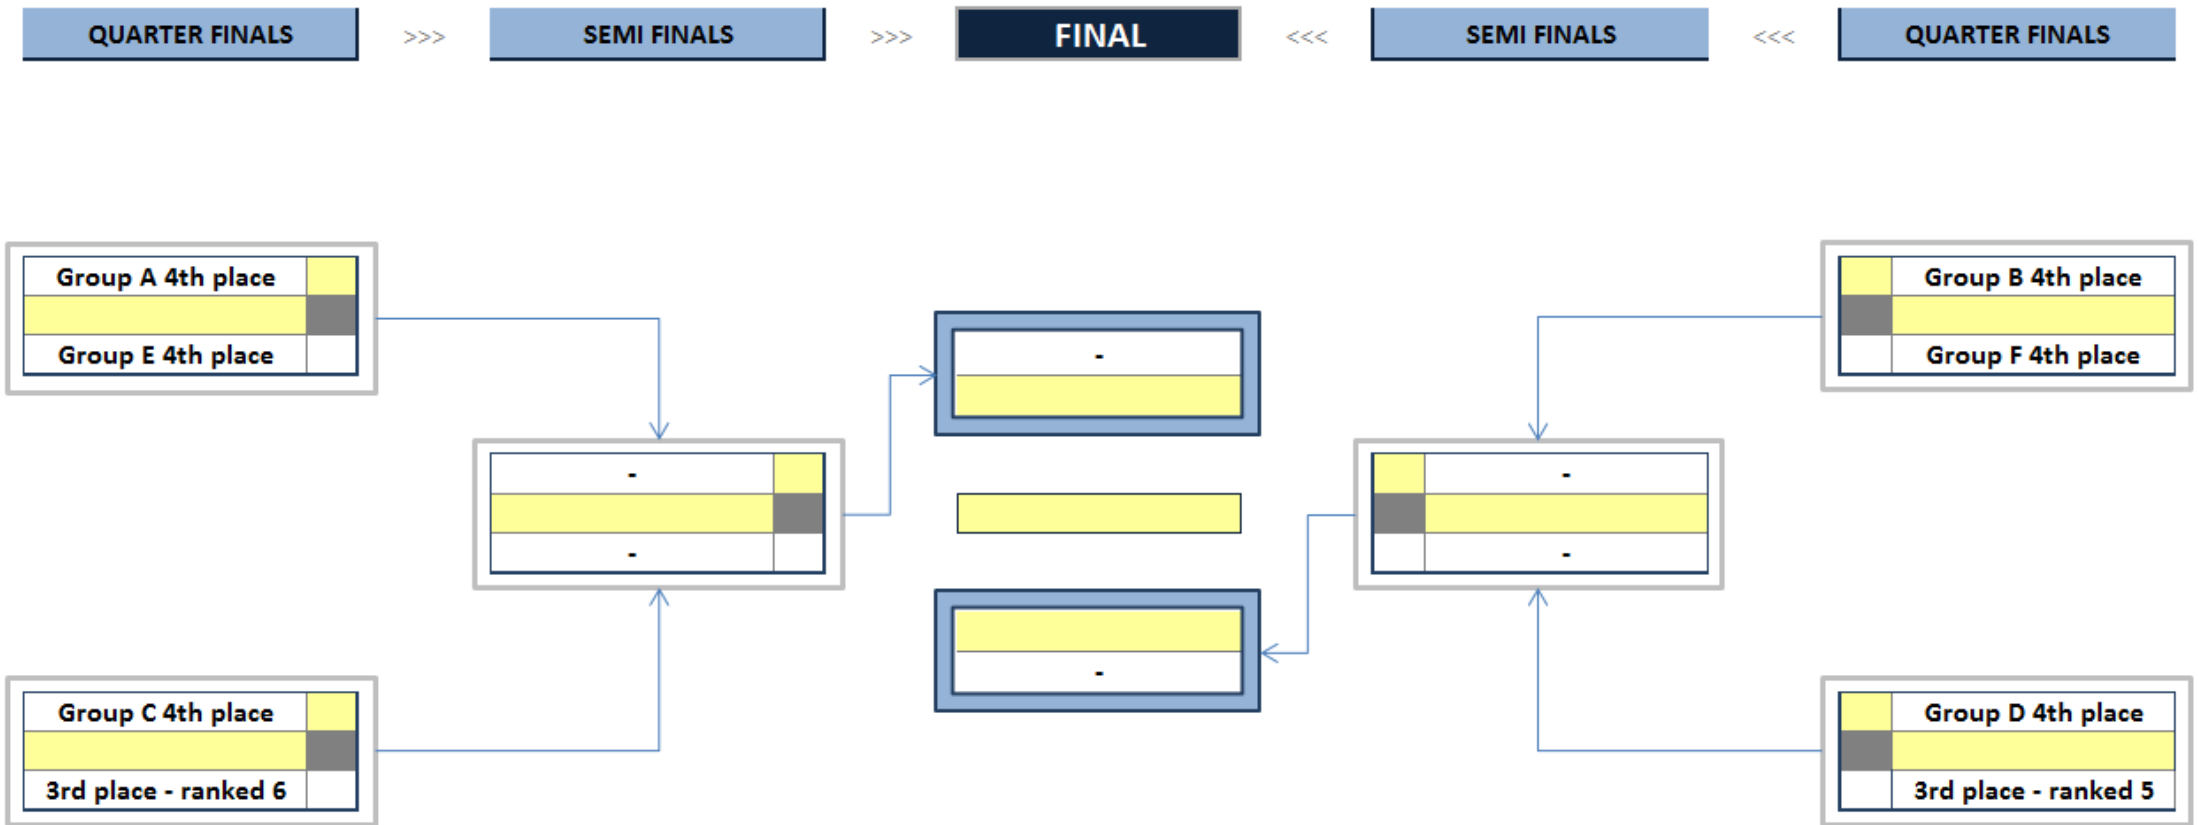 QUARTER FINALS >>> SEMI FINALS >>> FINAL <<< SEMI FINALS <<< QUARTER FINALS
Group A 4th place
Group E 4th place
Group B 4th place
Group F 4th place
-
-
-
-
-
-
Group C 4th place
3rd place - ranked 6
Group D 4th place
3rd place - ranked 5